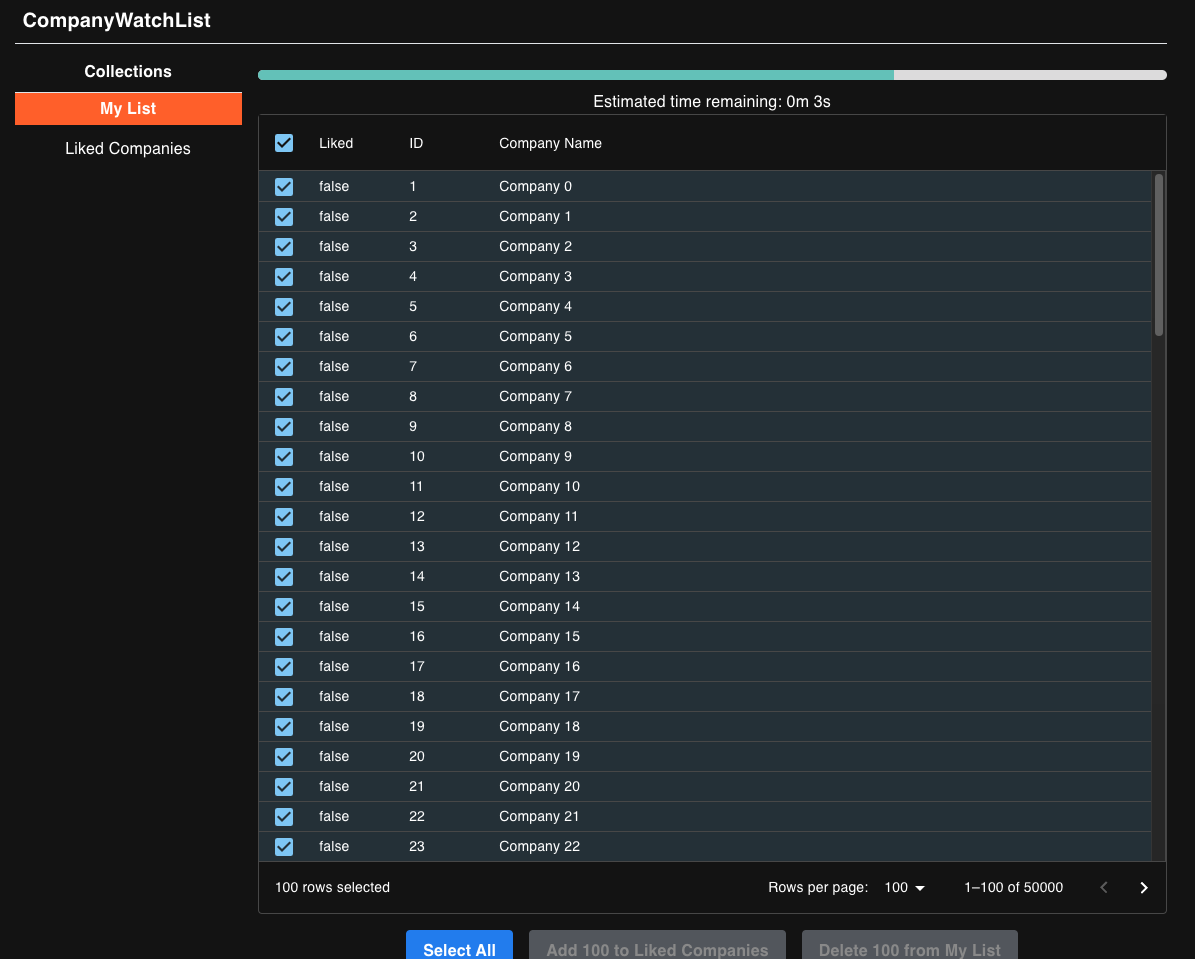 CompanyWatchList
Collections
My List
Liked Companies
Estimated time remaining: 0m 3s
Liked ID Company Name
false 1 Company 0
false 2 Company 1
false 3 Company 2
false 4 Company 3
false 5 Company 4
false 6 Company 5
false 7 Company 6
false 8 Company 7
false 9 Company 8
false 10 Company 9
false 11 Company 10
false 12 Company 11
false 13 Company 12
false 14 Company 13
false 15 Company 14
false 16 Company 15
false 17 Company 16
false 18 Company 17
false 19 Company 18
false 20 Company 19
false 21 Company 20
false 22 Company 21
false 23 Company 22
100 rows selected Rows per page: 100 1–100 of 50000
Select All Add 100 to Liked Companies Delete 100 from My List